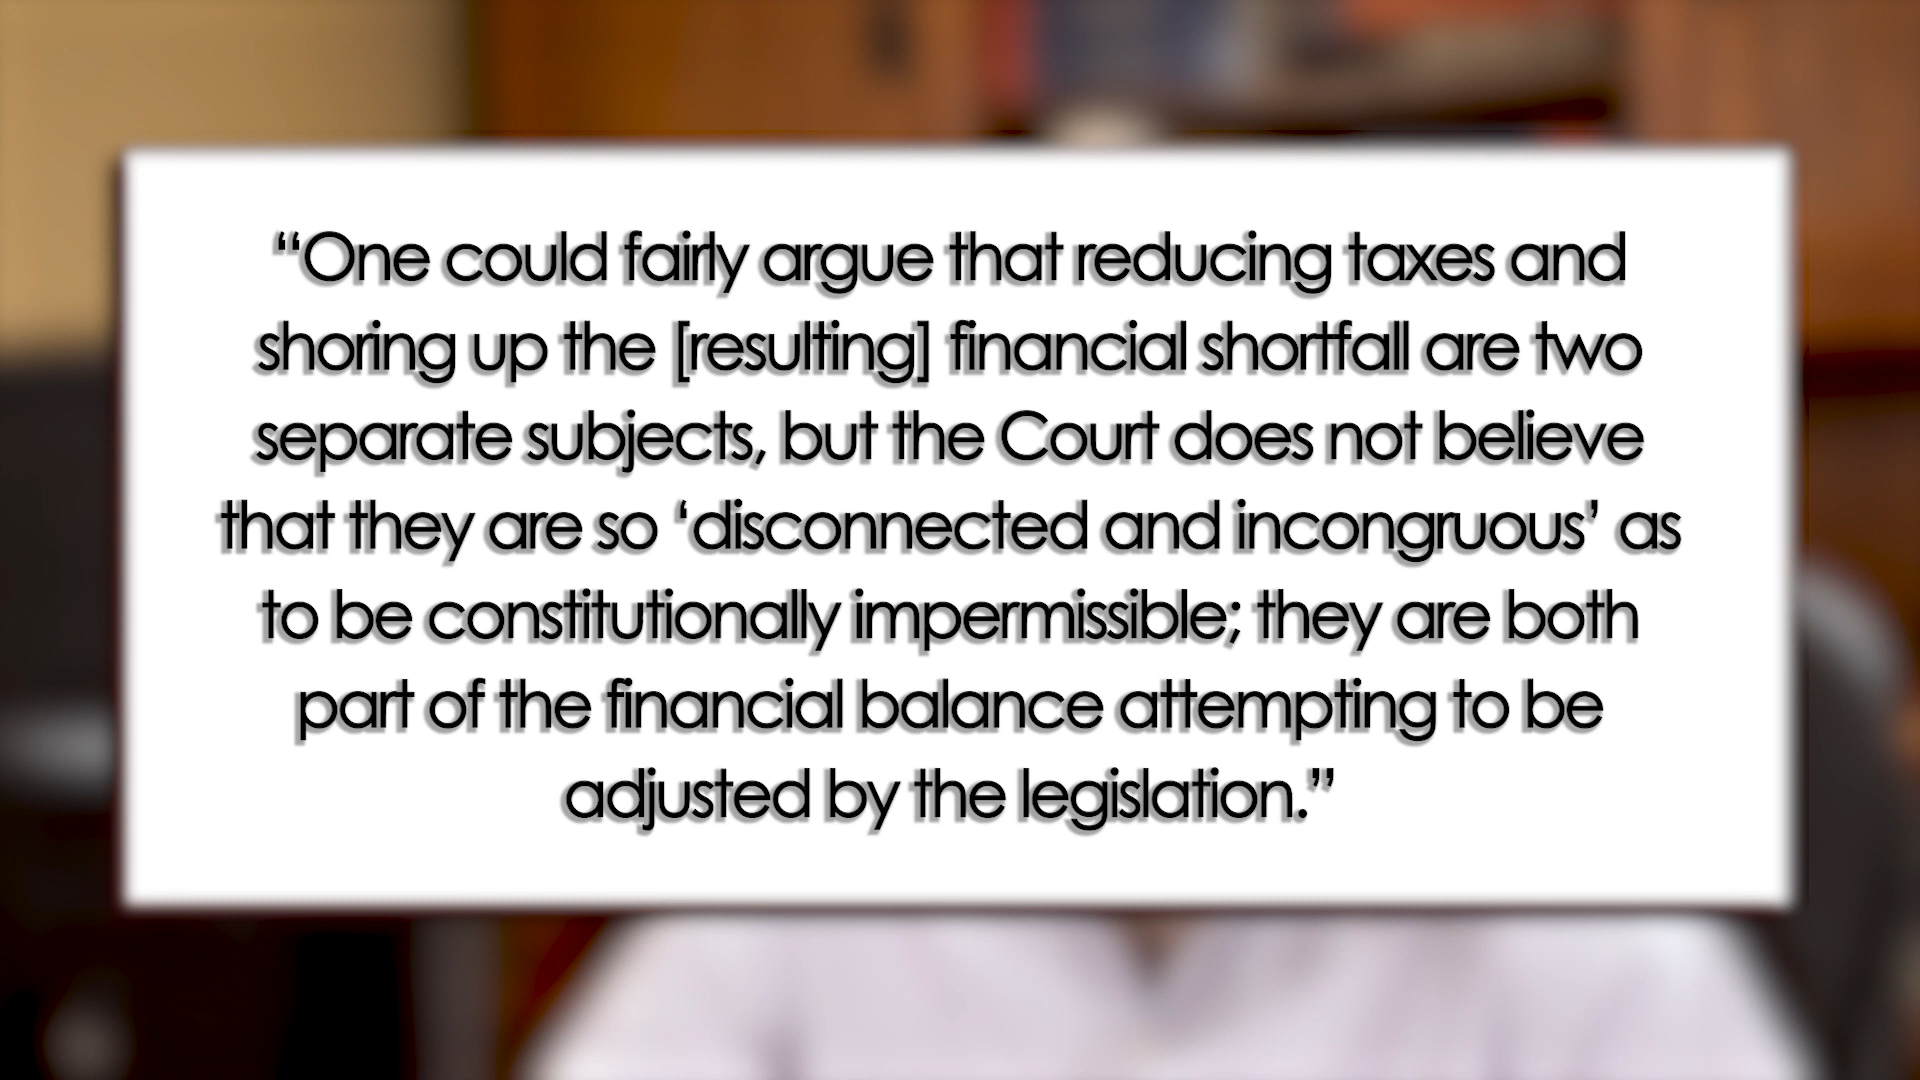 “One could fairly argue that reducing taxes and
shoring up the [resulting] financial shortfall are two
separate subjects, but the Court does not believe
that they are so ‘disconnected and incongruous’ as
to be constitutionally impermissible; they are both
part of the financial balance attempting to be
adjusted by the legislation.”